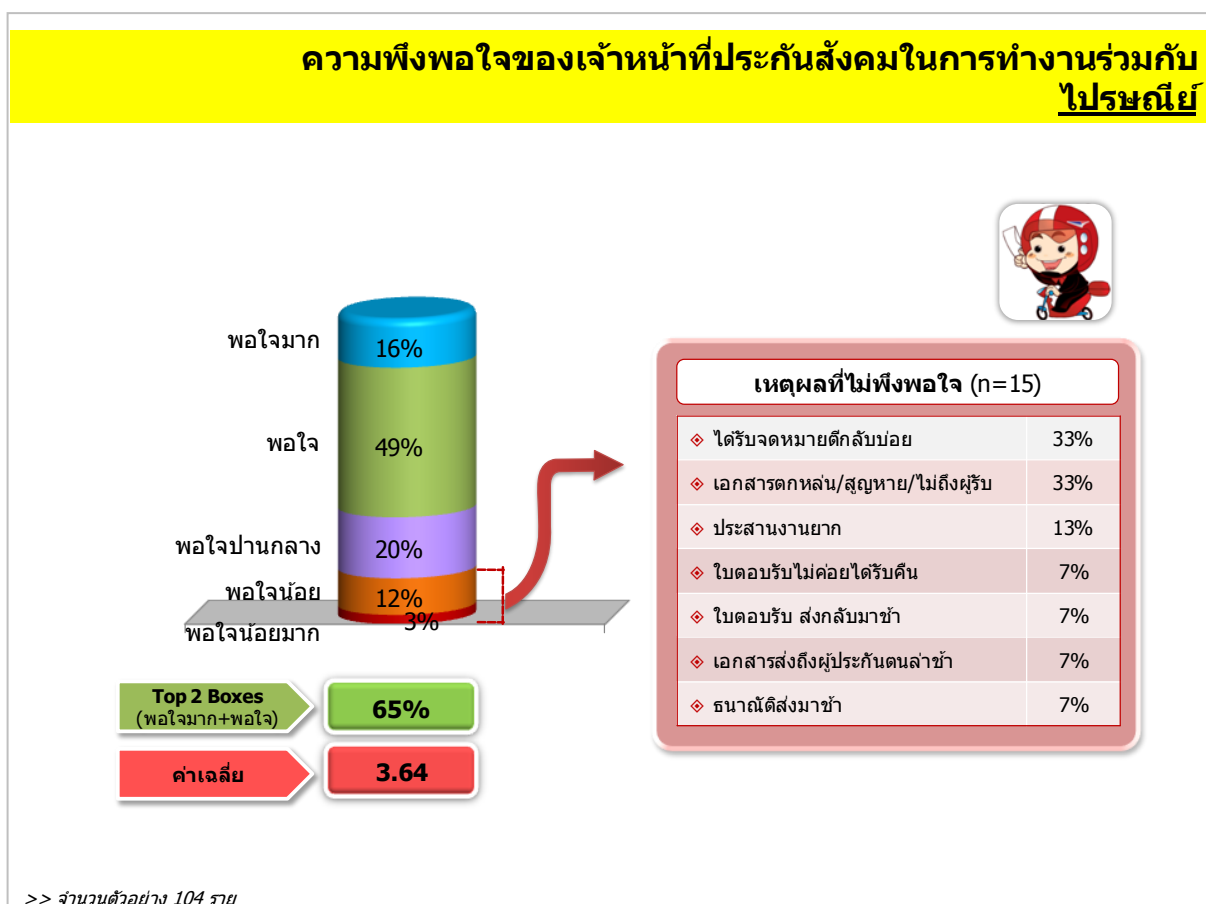 ความพึงพอใจของเจ้าหน้าที่ประกันสังคมในการทำงานร่วมกับ
ไปรษณีย์
พอใจมาก 16%
พอใจ 49%
พอใจปานกลาง 20%
พอใจน้อย 12%
พอใจน้อยมาก 3%
เหตุผลที่ไม่พึงพอใจ (n=15)
ได้รับจดหมายตีกลับบ่อย 33%
เอกสารตกหล่น/สูญหาย/ไม่ถึงผู้รับ 33%
ประสานงานยาก 13%
ใบตอบรับไม่ค่อยได้รับคืน 7%
ใบตอบรับ ส่งกลับมาช้า 7%
เอกสารส่งถึงผู้ประกันตนล่าช้า 7%
ธนาณัติส่งมาช้า 7%
Top 2 Boxes
(พอใจมาก+พอใจ)
65%
ค่าเฉลี่ย 3.64
>> จำนวนตัวอย่าง 104 ราย